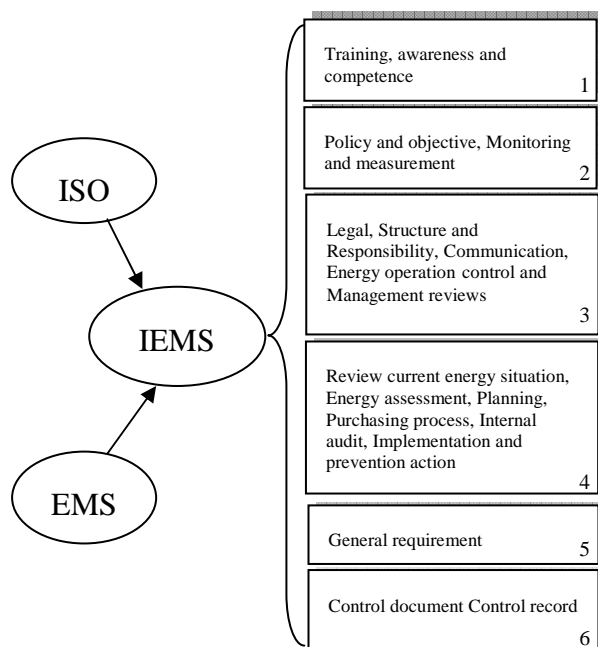 ISO
IEMS
EMS
Training, awareness and
competence
1
Policy and objective, Monitoring
and measurement
2
Legal, Structure and
Responsibility, Communication,
Energy operation control and
Management reviews
3
Review current energy situation,
Energy assessment, Planning,
Purchasing process, Internal
audit, Implementation and
prevention action
4
General requirement
5
Control document Control record
6